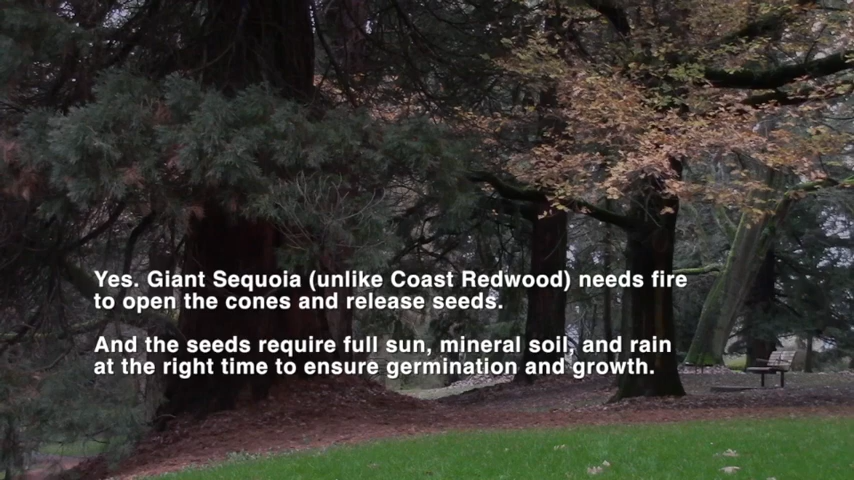 Yes. Giant Sequoia (unlike Coast Redwood) needs fire
to open the cones and release seeds.
And the seeds require full sun, mineral soil, and rain
at the right time to ensure germination and growth.